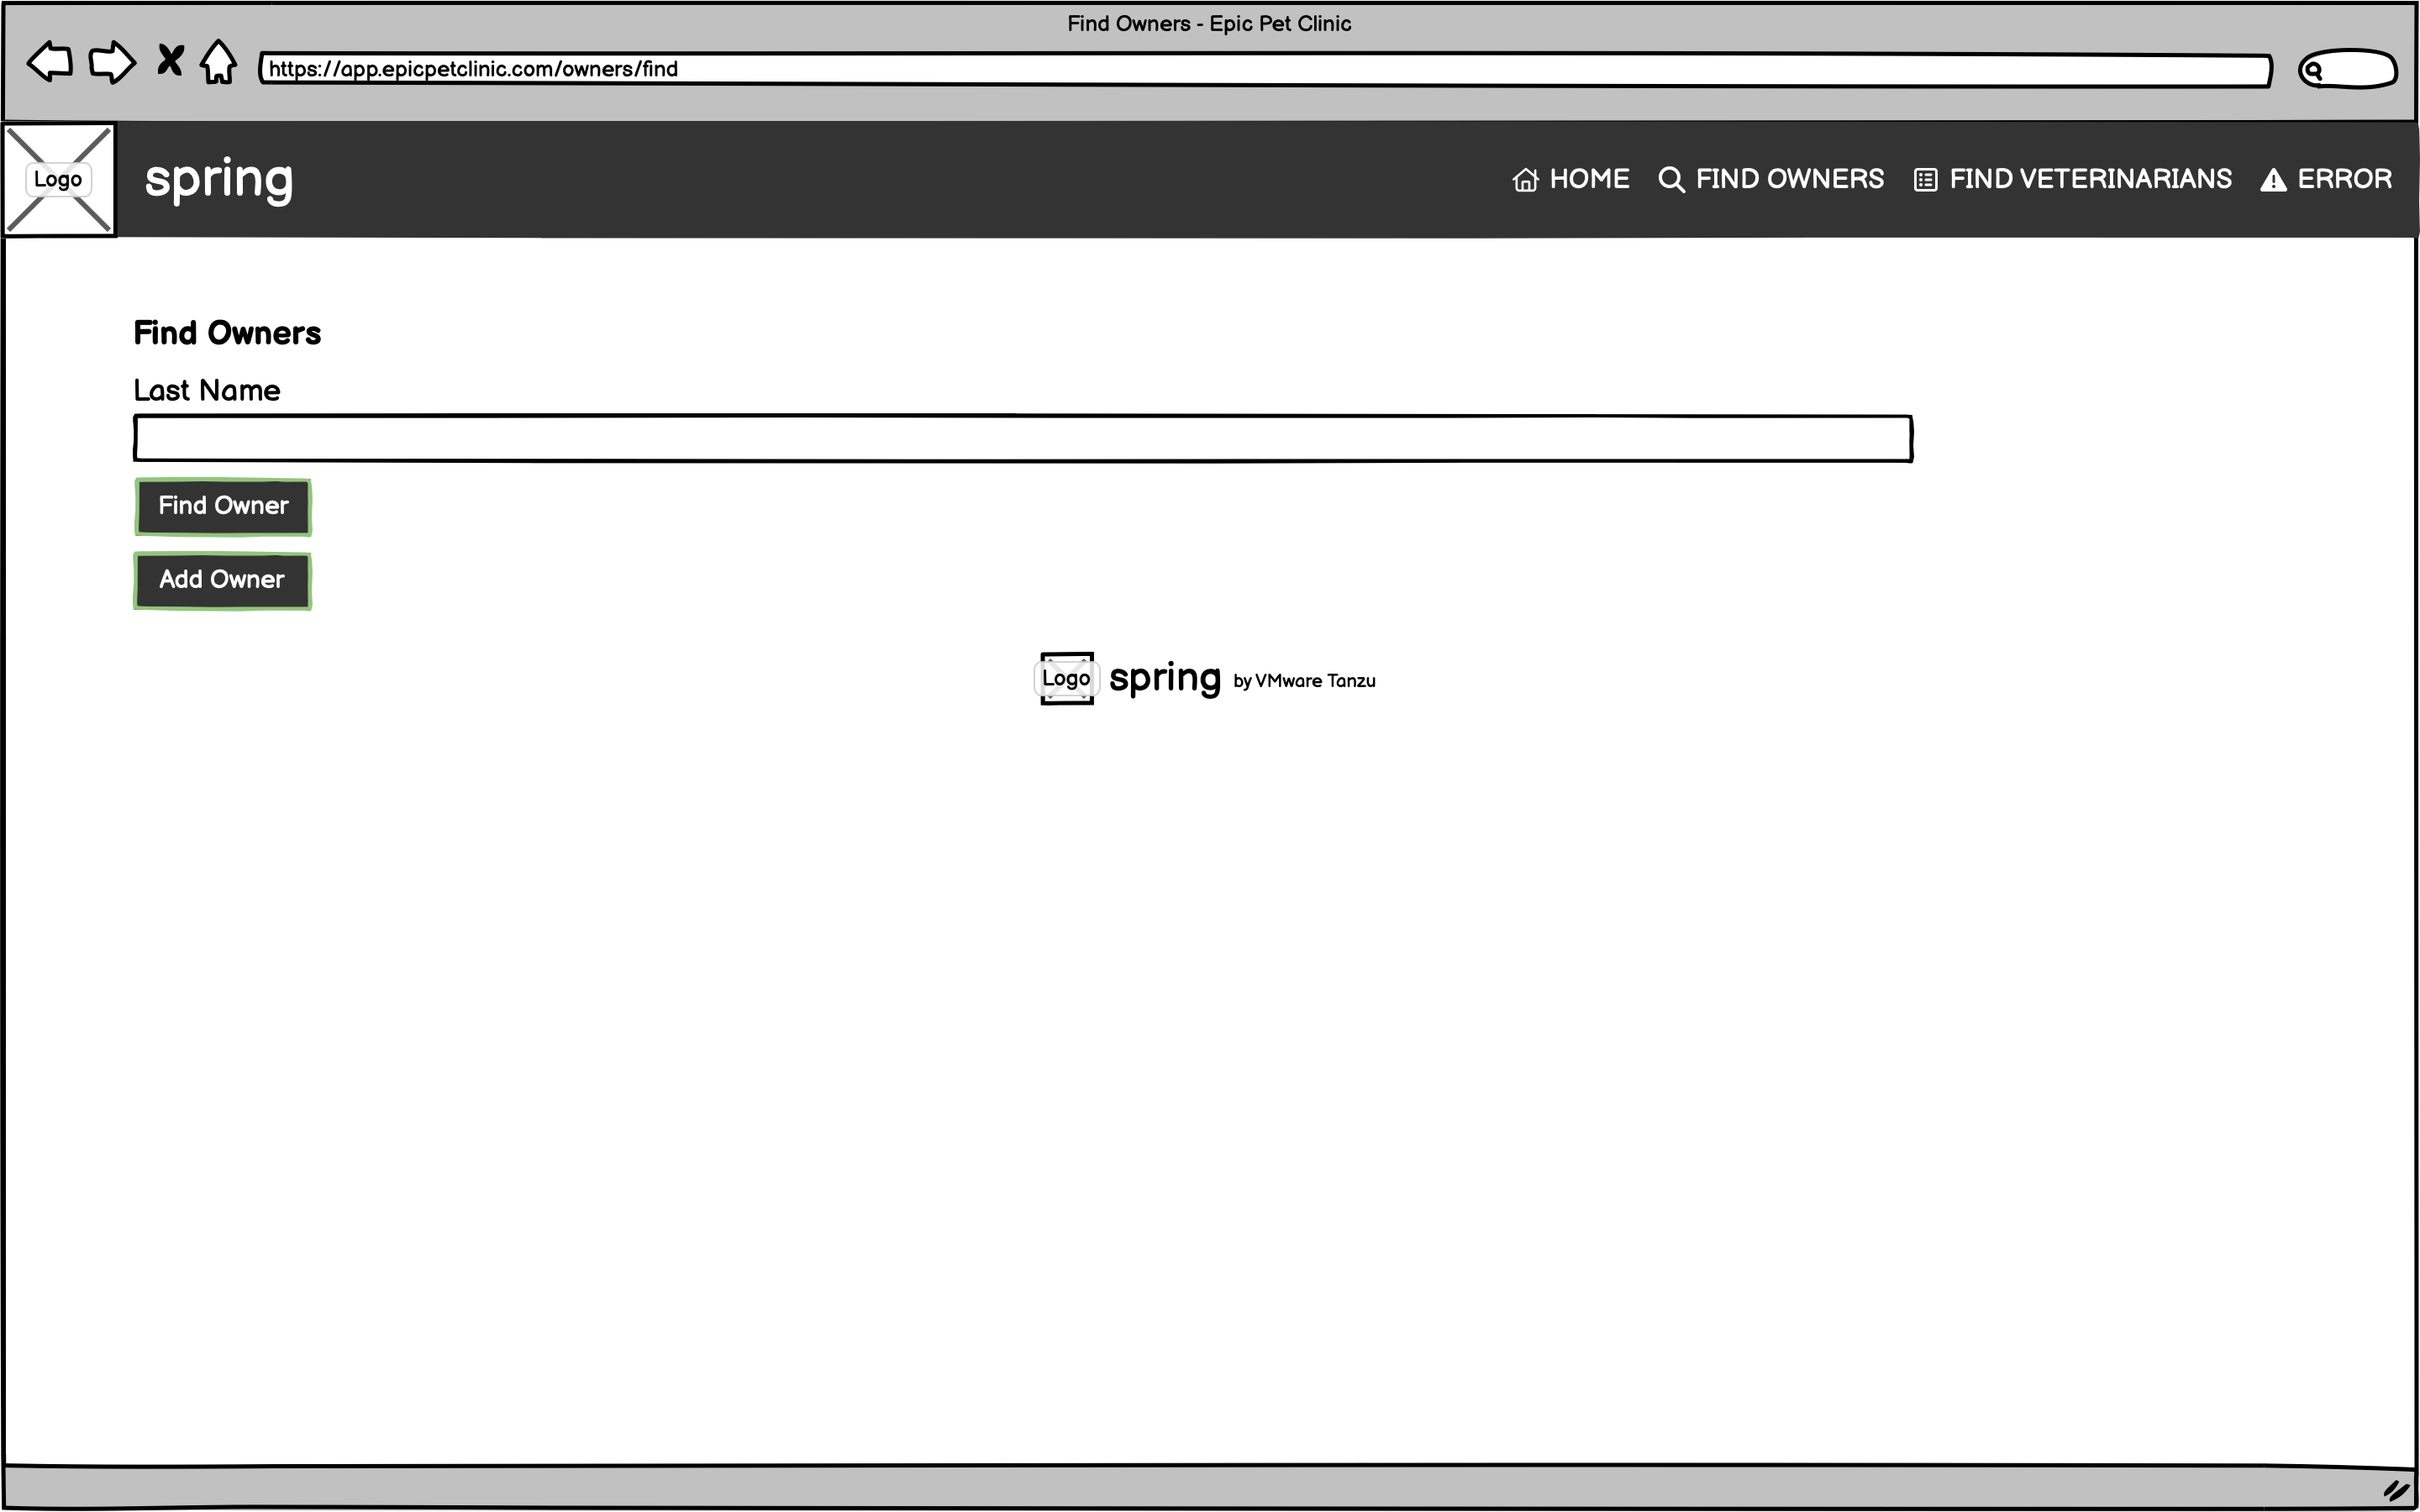 Find Owners - Epic Pet Clinic
https://app.epicpetclinic.com/owners/find
Logo
spring
HOME
FIND OWNERS
FIND VETERINARIANS
ERROR
Find Owners
Last Name
Find Owner
Add Owner
Logo
spring by VMware Tanzu